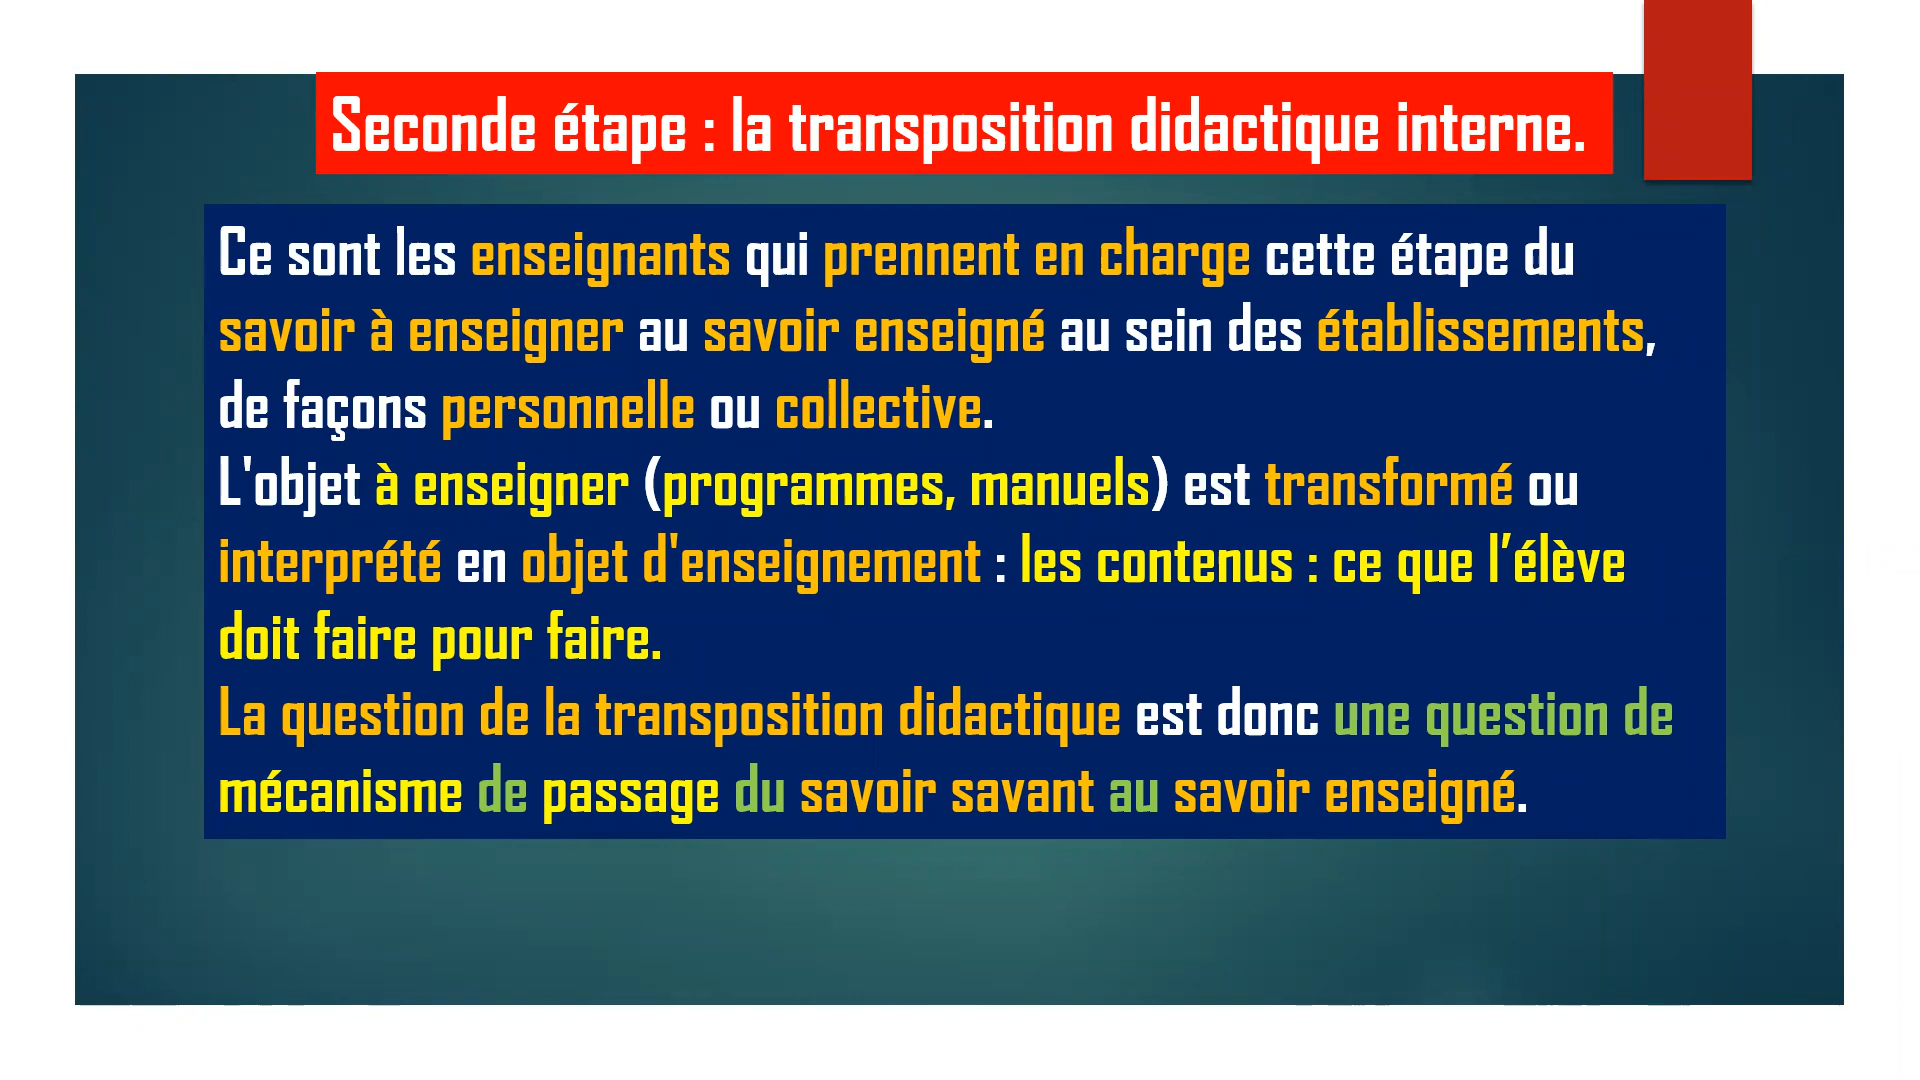 Seconde étape : la transposition didactique interne.
Ce sont les enseignants qui prennent en charge cette étape du
savoir à enseigner au savoir enseigné au sein des établissements,
de façons personnelle ou collective.
L'objet à enseigner (programmes, manuels) est transformé ou
interprété en objet d'enseignement : les contenus : ce que l’élève
doit faire pour faire.
La question de la transposition didactique est donc une question de
mécanisme de passage du savoir savant au savoir enseigné.